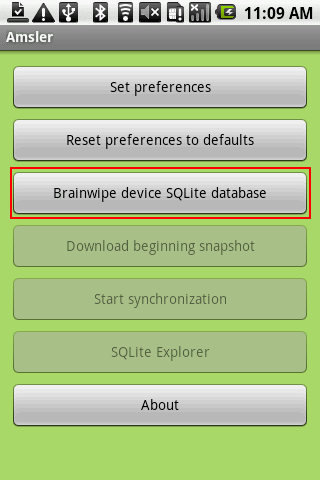 11:09 AM
Amsler
Set preferences
Reset preferences to defaults
Brainwipe device SQLite database
Download beginning snapshot
Start synchronization
SQLite Explorer
About